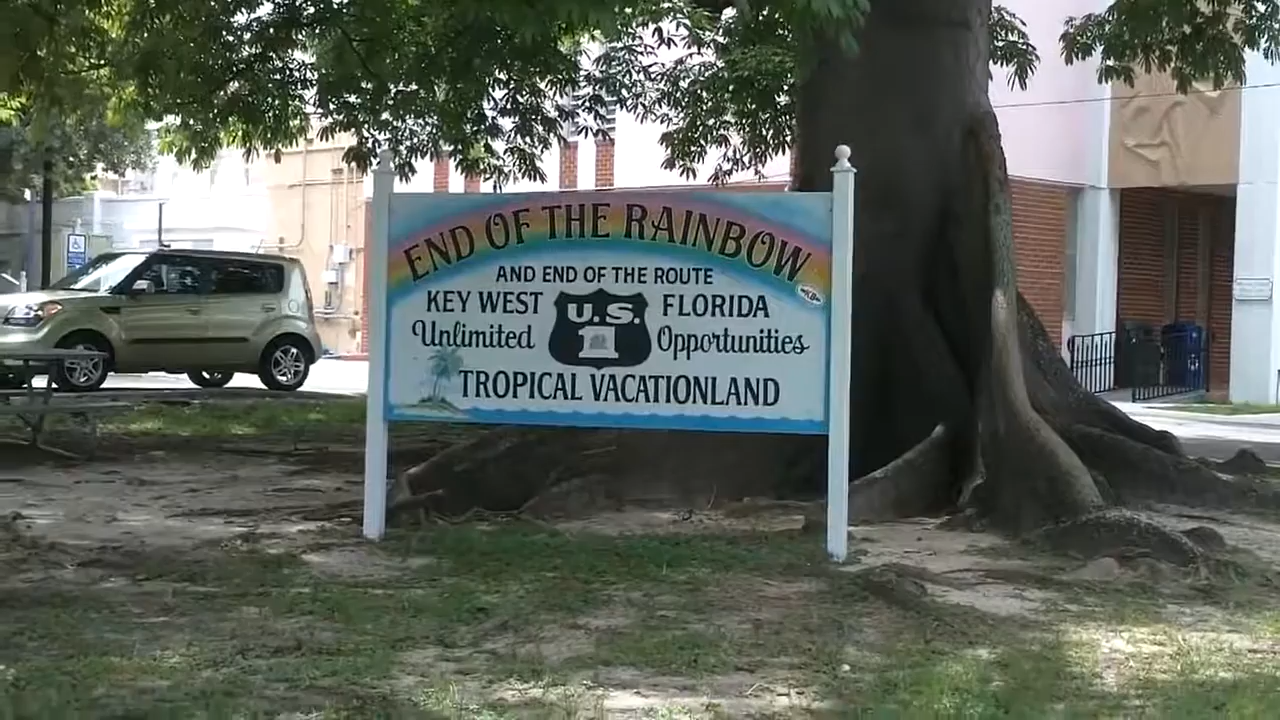 END OF THE RAINBOW
AND END OF THE ROUTE
KEY WEST U.S. 1 FLORIDA
Unlimited Opportunities
TROPICAL VACATIONLAND